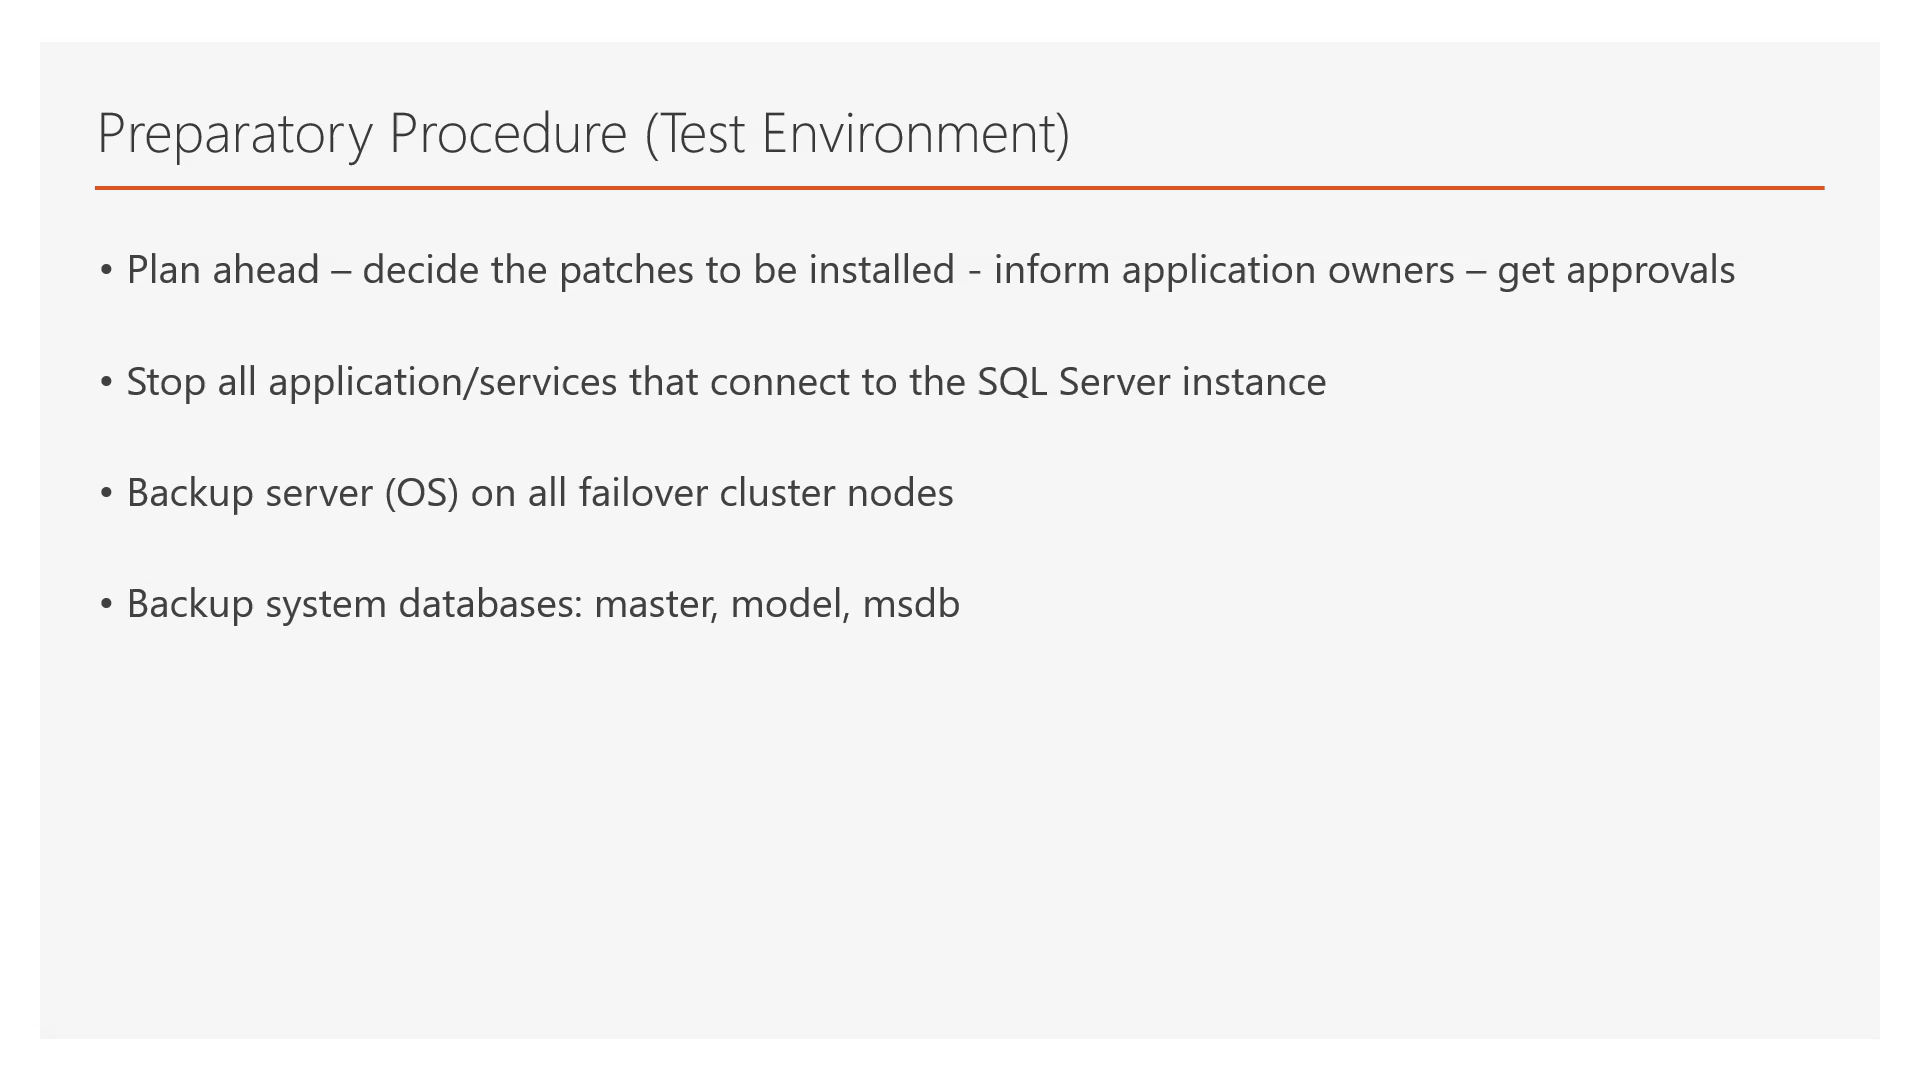 Preparatory Procedure (Test Environment)
• Plan ahead – decide the patches to be installed - inform application owners – get approvals
• Stop all application/services that connect to the SQL Server instance
• Backup server (OS) on all failover cluster nodes
• Backup system databases: master, model, msdb